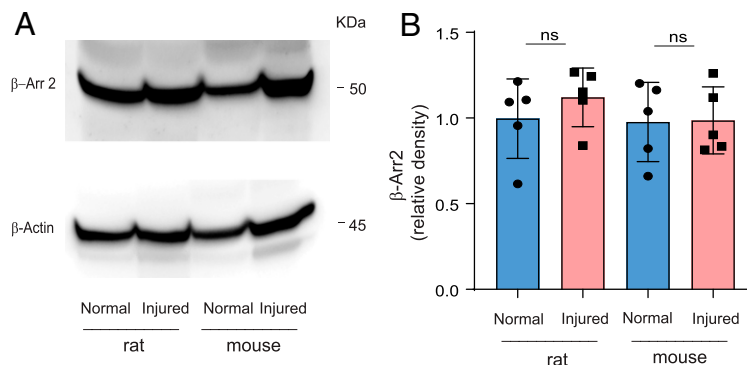 A
KDa
β–Arr 2
– 50
β-Actin
– 45
Normal Injured Normal Injured
rat mouse
B
ns ns
1.5
1.0
0.5
0.0
β-Arr2
(relative density)
Normal Injured Normal Injured
rat mouse